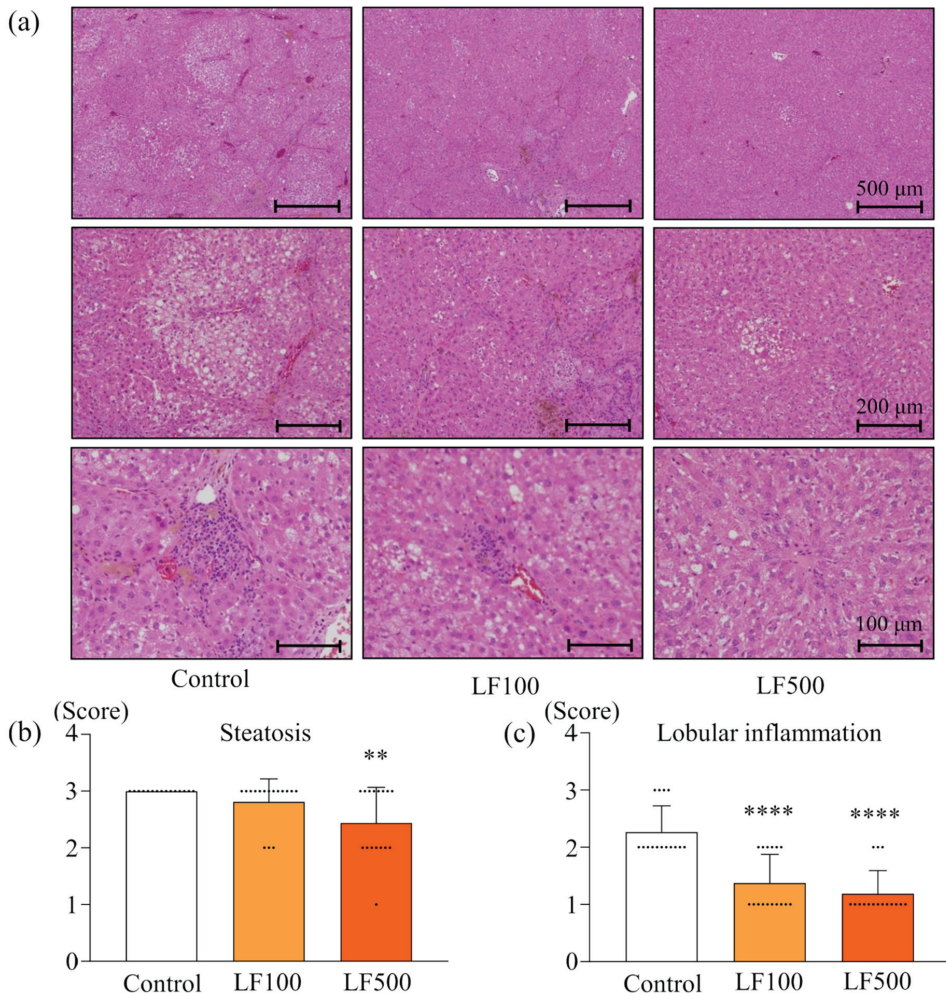 (a)
500 μm
200 μm
100 μm
Control LF100 LF500
(b)
(Score)
Steatosis
4
3
2
1
0
**
Control LF100 LF500
(c)
(Score)
Lobular inflammation
4
3
2
1
0
**** ****
Control LF100 LF500